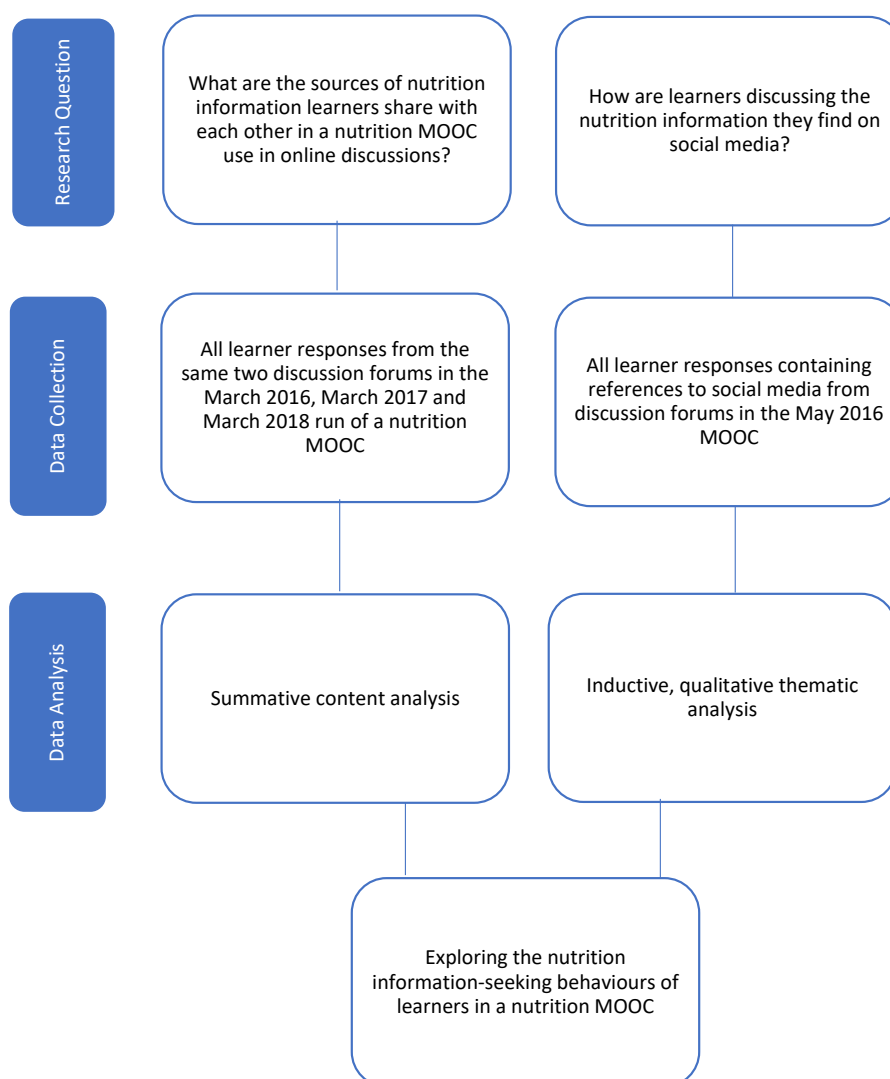 Research Question
What are the sources of nutrition
information learners share with
each other in a nutrition MOOC
use in online discussions?
How are learners discussing the
nutrition information they find on
social media?
Data Collection
All learner responses from the
same two discussion forums in the
March 2016, March 2017 and
March 2018 run of a nutrition
MOOC
All learner responses containing
references to social media from
discussion forums in the May 2016
MOOC
Data Analysis
Summative content analysis
Inductive, qualitative thematic
analysis
Exploring the nutrition
information-seeking behaviours of
learners in a nutrition MOOC